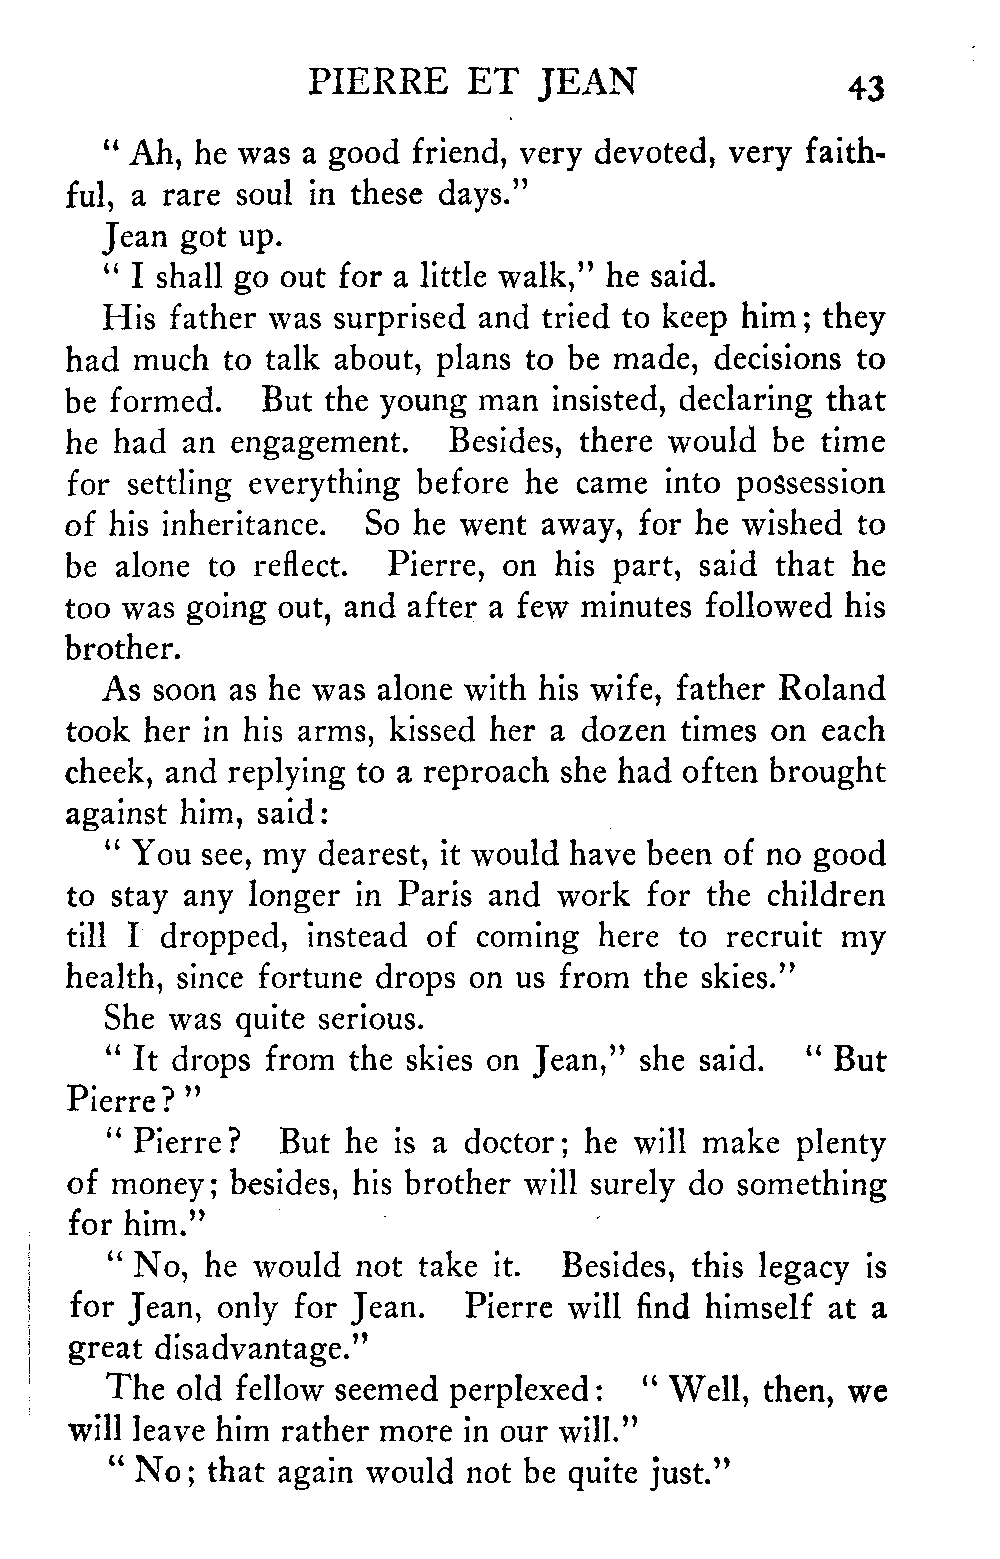 PIERRE ET JEAN 43
“ Ah, he was a good friend, very devoted, very faith-
ful, a rare soul in these days.”
Jean got up.
“ I shall go out for a little walk,” he said.
His father was surprised and tried to keep him; they
had much to talk about, plans to be made, decisions to
be formed. But the young man insisted, declaring that
he had an engagement. Besides, there would be time
for settling everything before he came into possession
of his inheritance. So he went away, for he wished to
be alone to reflect. Pierre, on his part, said that he
too was going out, and after a few minutes followed his
brother.
As soon as he was alone with his wife, father Roland
took her in his arms, kissed her a dozen times on each
cheek, and replying to a reproach she had often brought
against him, said:
“ You see, my dearest, it would have been of no good
to stay any longer in Paris and work for the children
till I dropped, instead of coming here to recruit my
health, since fortune drops on us from the skies.”
She was quite serious.
“ It drops from the skies on Jean,” she said. “ But
Pierre? ”
“ Pierre? But he is a doctor; he will make plenty
of money; besides, his brother will surely do something
for him.”
“ No, he would not take it. Besides, this legacy is
for Jean, only for Jean. Pierre will find himself at a
great disadvantage.”
The old fellow seemed perplexed: “ Well, then, we
will leave him rather more in our will.”
“ No; that again would not be quite just.”